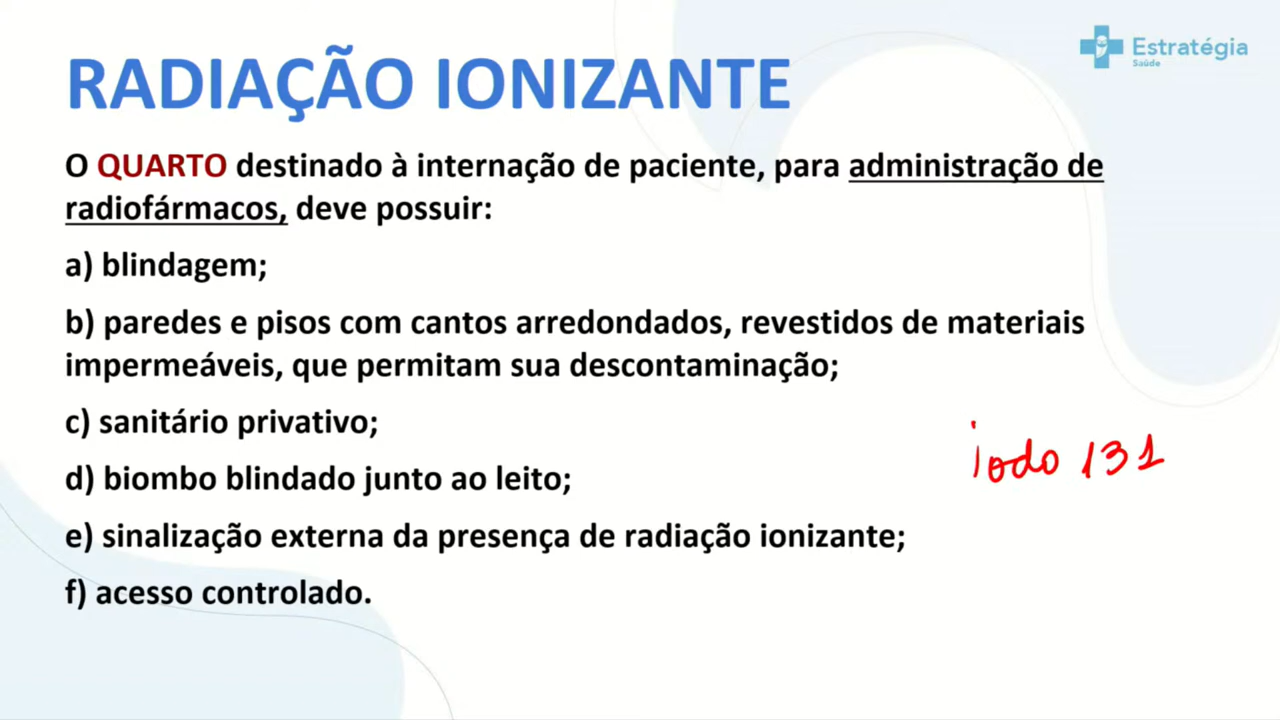 Estratégia
Saúde
RADIAÇÃO IONIZANTE
O QUARTO destinado à internação de paciente, para administração de
radiofármacos, deve possuir:
a) blindagem;
b) paredes e pisos com cantos arredondados, revestidos de materiais
impermeáveis, que permitam sua descontaminação;
c) sanitário privativo;
iodo 131
d) biombo blindado junto ao leito;
e) sinalização externa da presença de radiação ionizante;
f) acesso controlado.